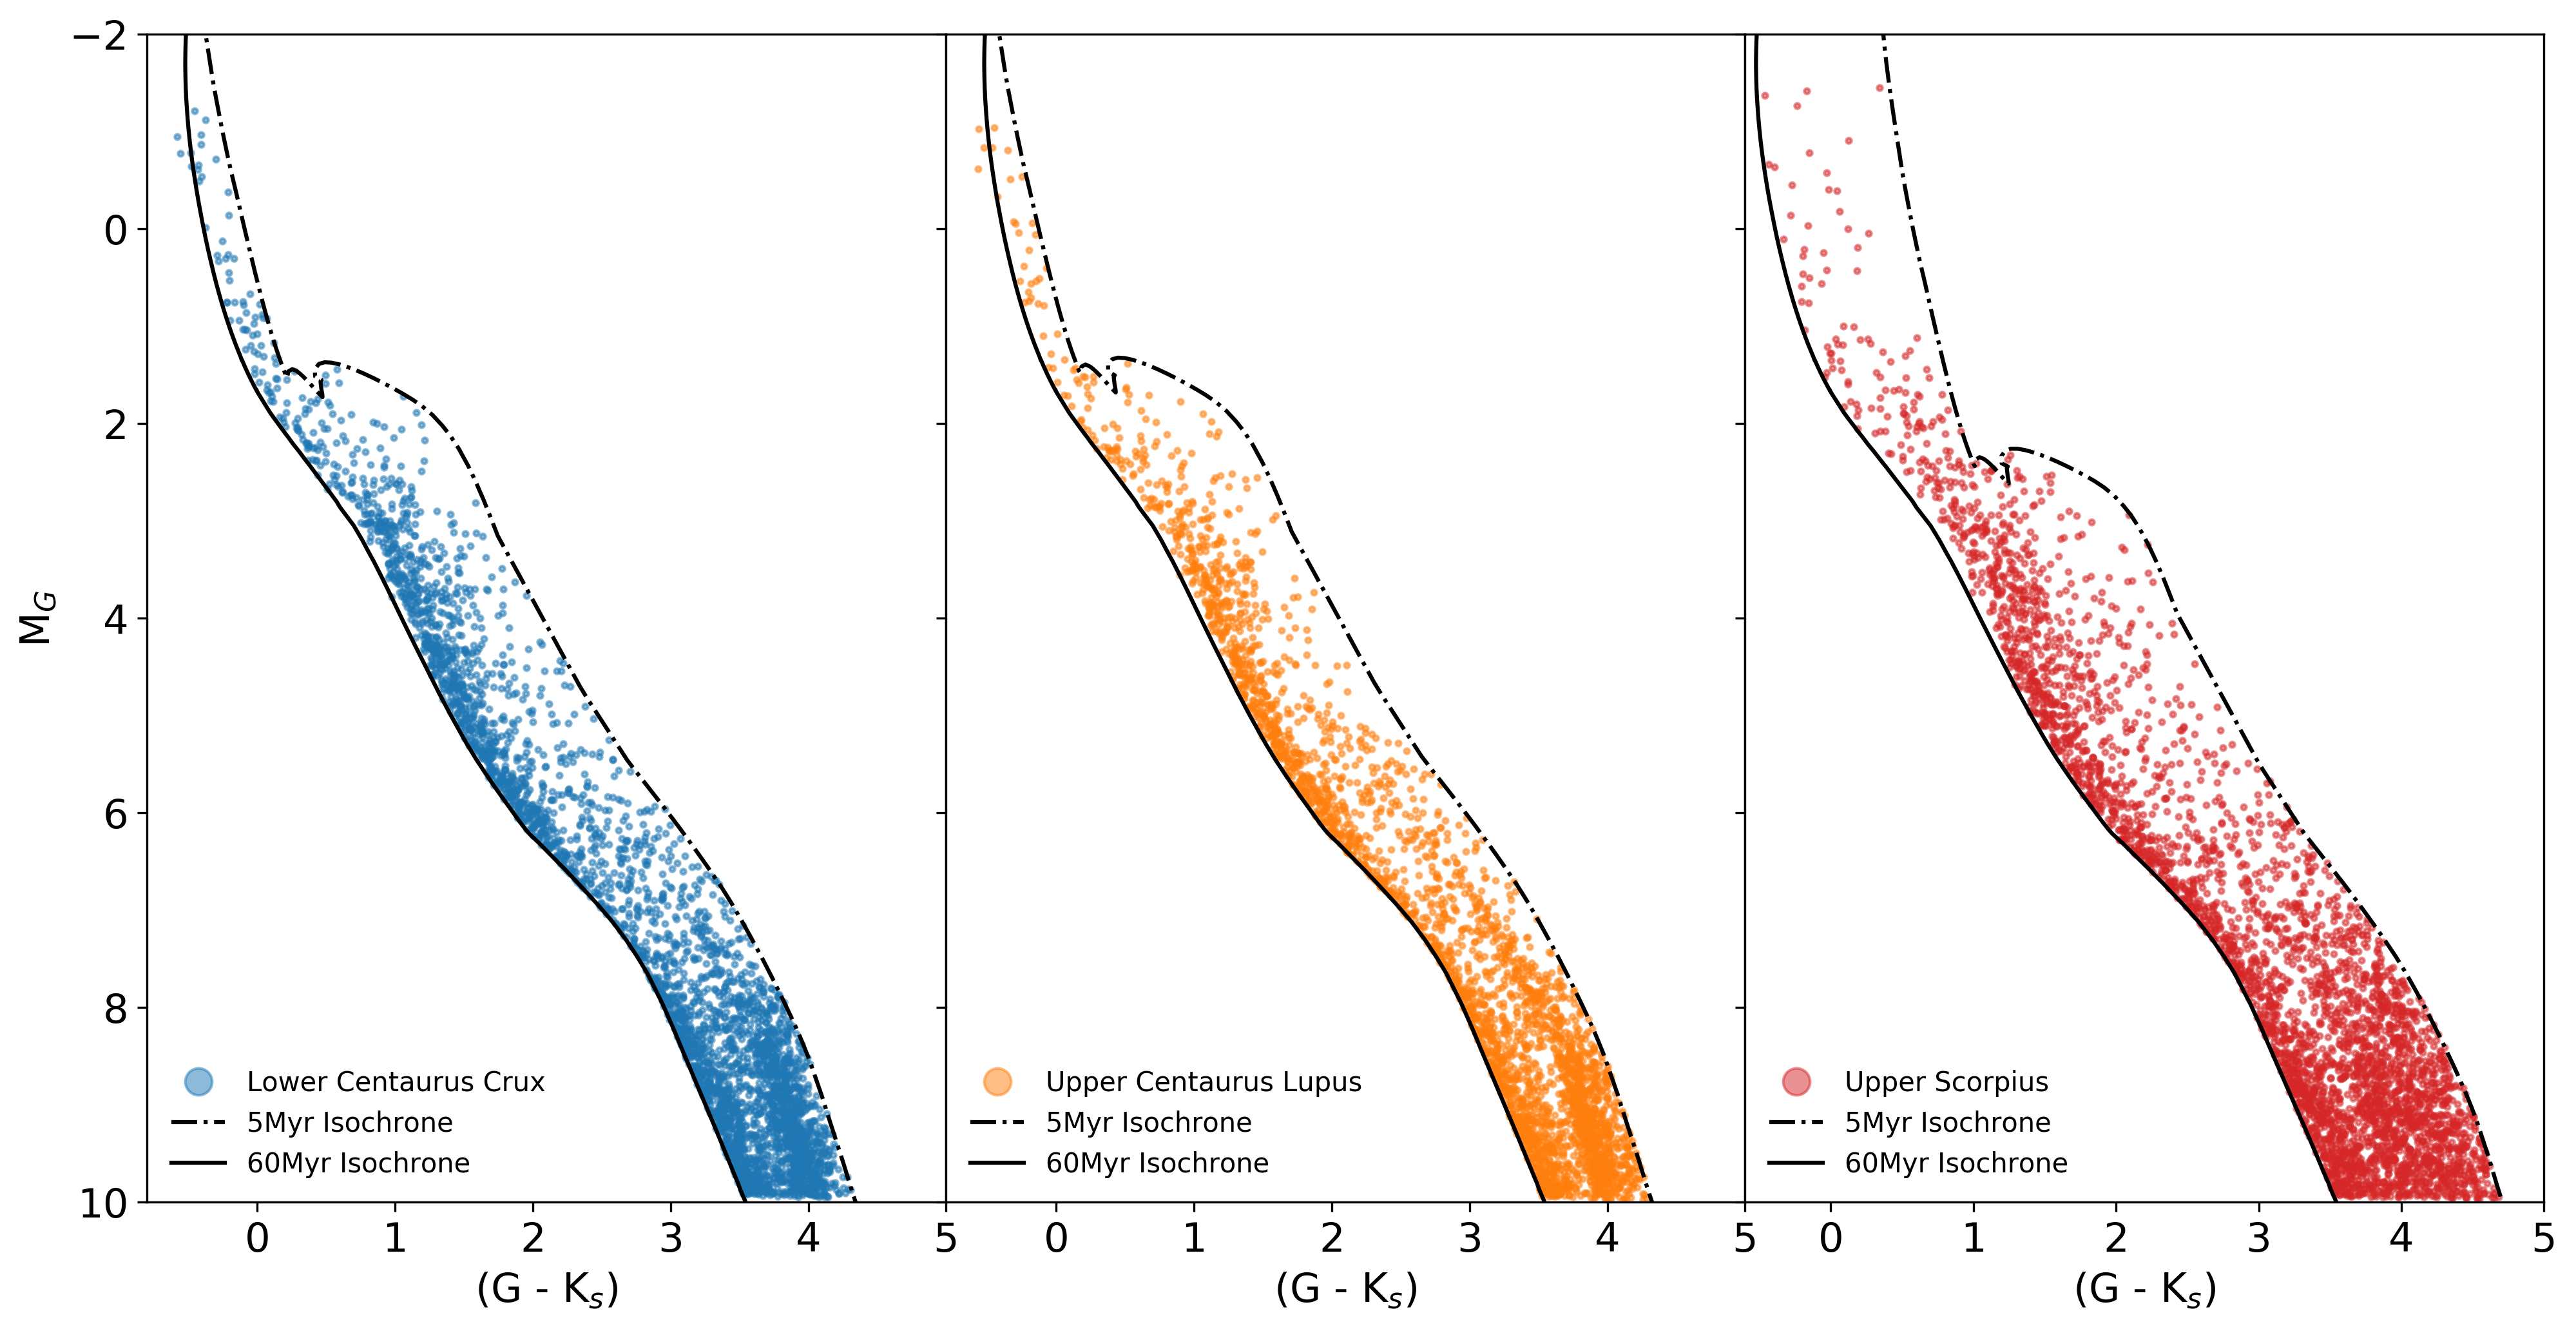 −2
0
2
4
6
8
10
M_G
Lower Centaurus Crux
5Myr Isochrone
60Myr Isochrone
Upper Centaurus Lupus
5Myr Isochrone
60Myr Isochrone
Upper Scorpius
5Myr Isochrone
60Myr Isochrone
0 1 2 3 4 5
0 1 2 3 4 5
0 1 2 3 4 5
(G - K_s)
(G - K_s)
(G - K_s)